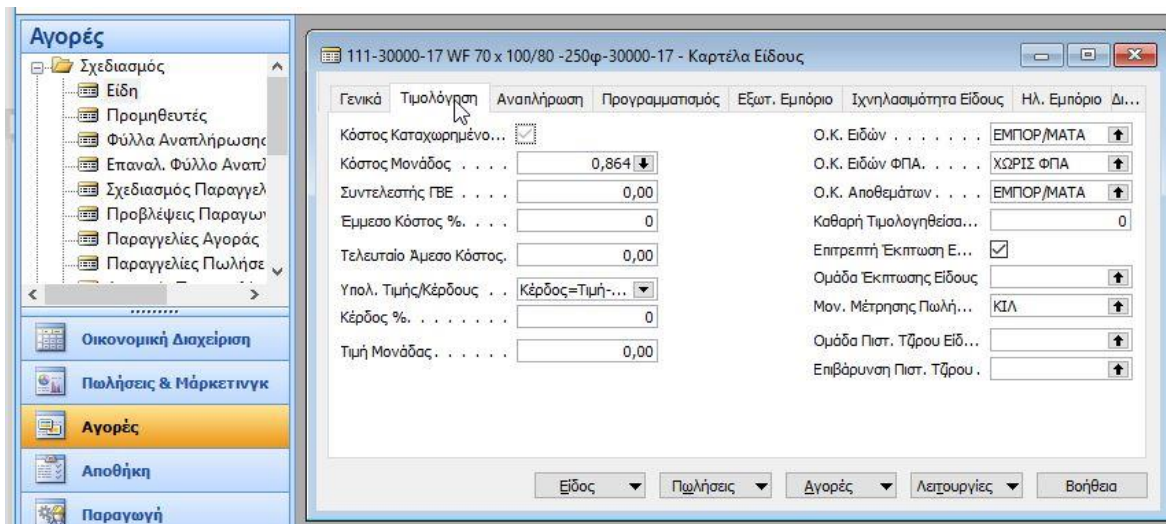 Αγορές
Σχεδιασμός
Είδη
Προμηθευτές
Φύλλα Αναπλήρωσης
Επαναλ. Φύλλο Αναπλ
Σχεδιασμός Παραγγελ
Προβλέψεις Παραγων
Παραγγελίες Αγοράς
Παραγγελίες Πωλήσε
Οικονομική Διαχείριση
Πωλήσεις & Μάρκετινγκ
Αγορές
Αποθήκη
Παραγωγή
111-30000-17 WF 70 x 100/80 -250φ-30000-17 - Καρτέλα Είδους
Γενικά Τιμολόγηση Αναπλήρωση Προγραμματισμός Εξωτ. Εμπόριο Ιχνηλασιμότητα Είδους Ηλ. Εμπόριο Δι...
Κόστος Καταχωρημένο...
Κόστος Μονάδος . . . . 0,864
Συντελεστής ΓΒΕ . . . . 0,00
Έμμεσο Κόστος %. . . . . 0
Τελευταίο Άμεσο Κόστος. 0,00
Υπολ. Τιμής/Κέρδους . . Κέρδος=Τιμή-...
Κέρδος %. . . . . . . . 0
Τιμή Μονάδας. . . . . . 0,00
Ο.Κ. Ειδών . . . . . . . ΕΜΠΟΡ/ΜΑΤΑ
Ο.Κ. Ειδών ΦΠΑ. . . . . ΧΩΡΙΣ ΦΠΑ
Ο.Κ. Αποθεμάτων . . . . ΕΜΠΟΡ/ΜΑΤΑ
Καθαρή Τιμολογηθείσα... 0
Επιτρεπτή Έκπτωση Ε...
Ομάδα Έκπτωσης Είδους
Μον. Μέτρησης Πωλή... ΚΙΛ
Ομάδα Πιστ. Τζίρου Είδ...
Επιβάρυνση Πιστ. Τζίρου .
Είδος Πωλήσεις Αγορές Λειτουργίες Βοήθεια